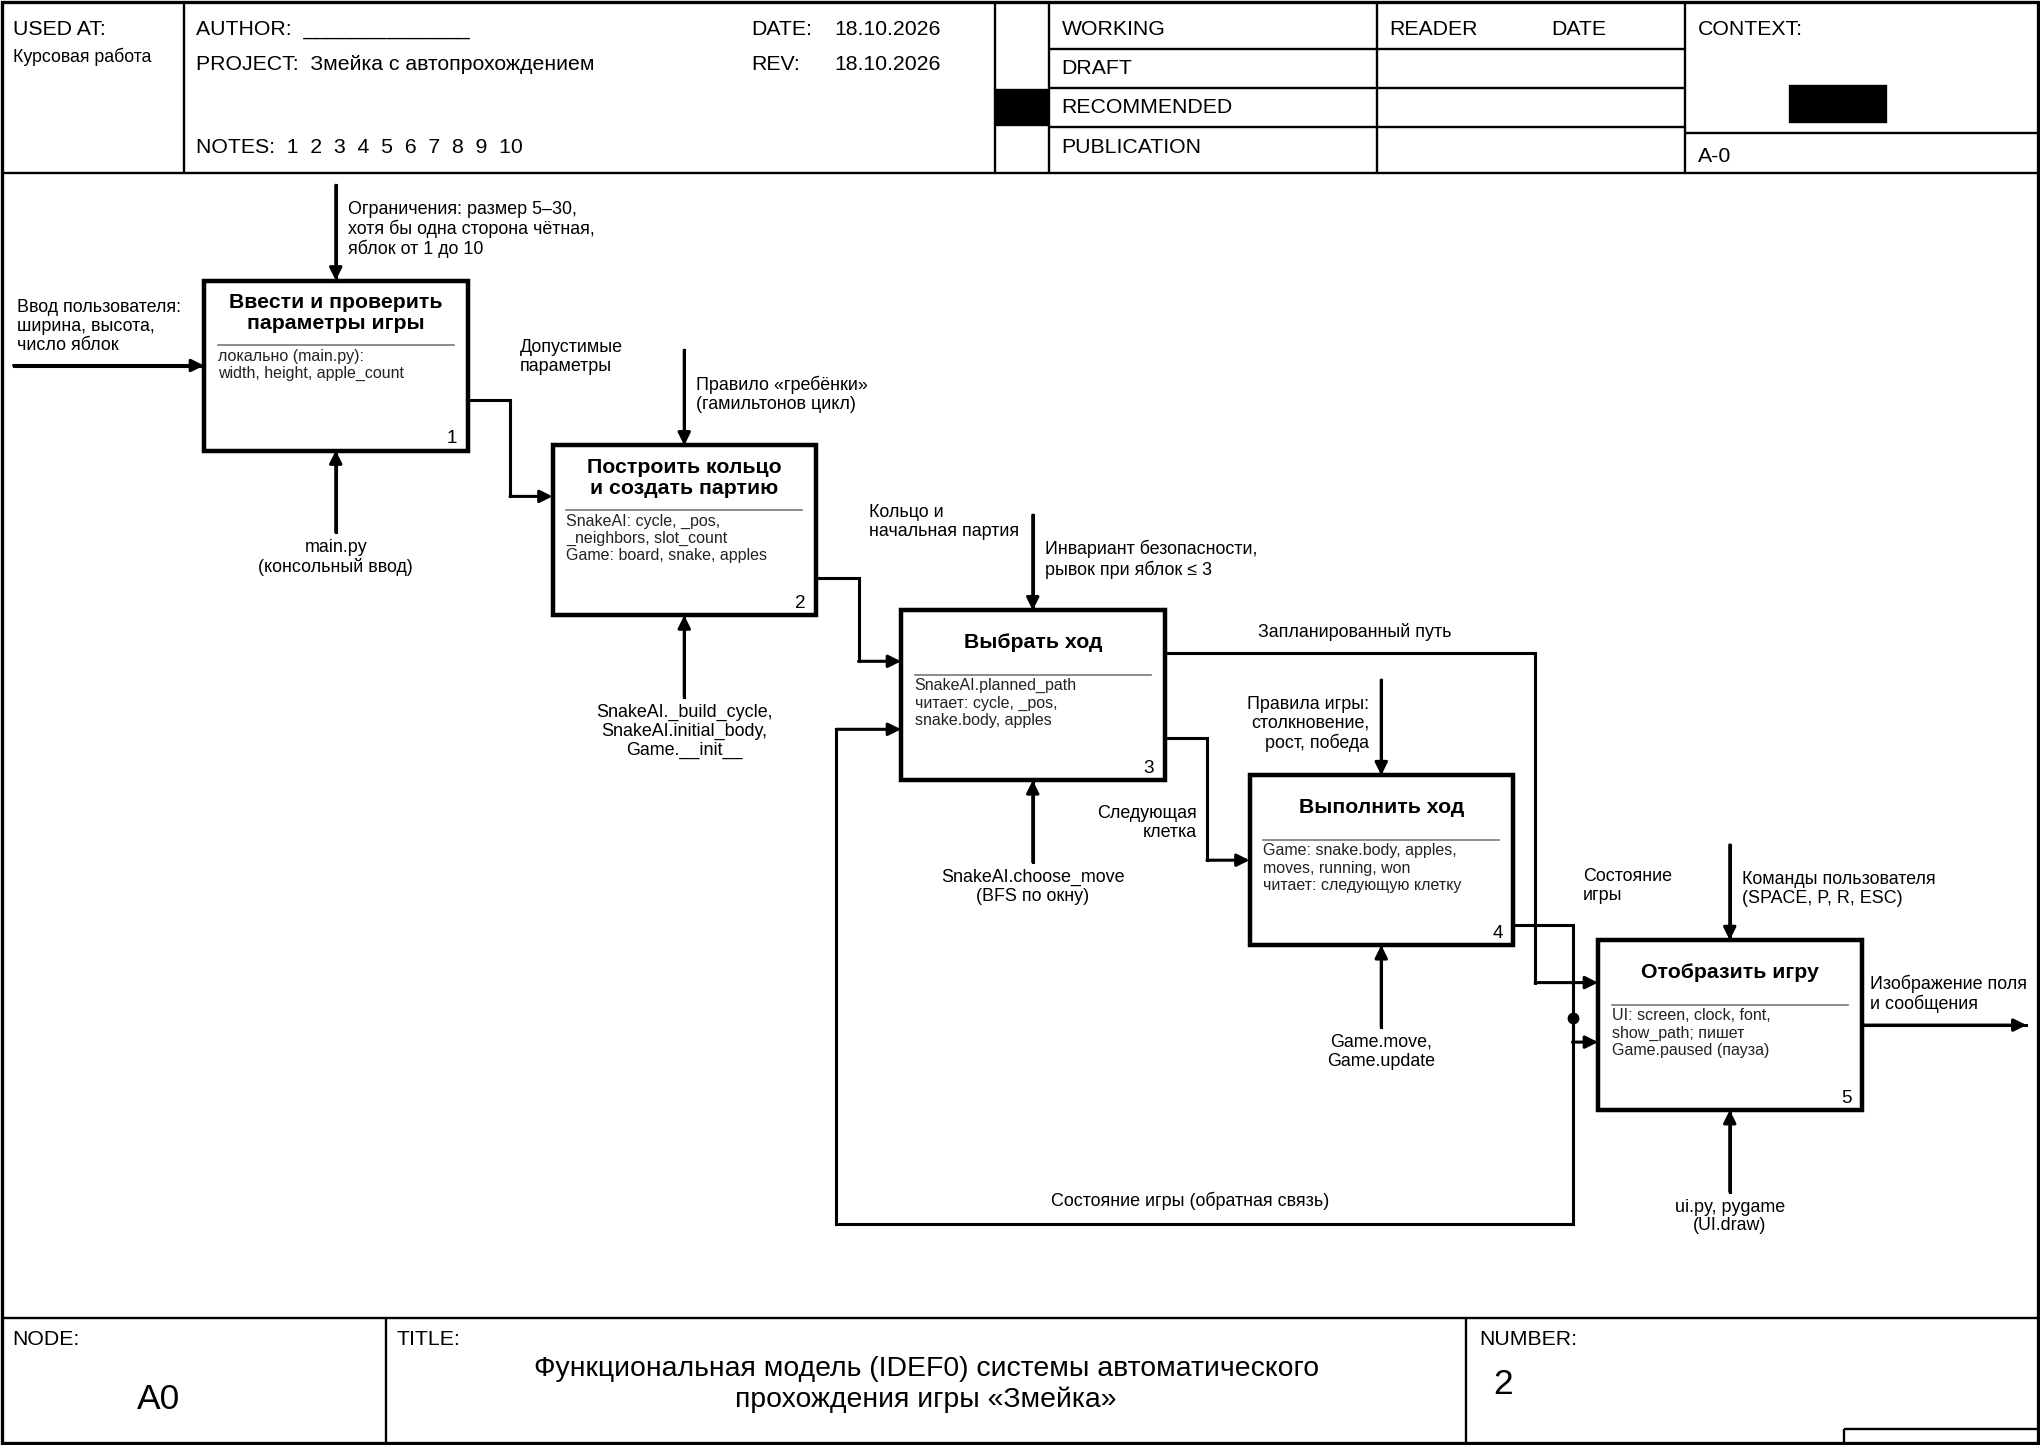 USED AT:
Курсовая работа
AUTHOR: ______________
DATE: 18.10.2026
PROJECT: Змейка с автопрохождением
REV: 18.10.2026
NOTES: 1 2 3 4 5 6 7 8 9 10
WORKING
DRAFT
RECOMMENDED
PUBLICATION
READER DATE
CONTEXT:
A-0
Ограничения: размер 5–30,
хотя бы одна сторона чётная,
яблок от 1 до 10
Ввод пользователя:
ширина, высота,
число яблок
Ввести и проверить
параметры игры
локально (main.py):
width, height, apple_count
1
main.py
(консольный ввод)
Допустимые
параметры
Правило «гребёнки»
(гамильтонов цикл)
Построить кольцо
и создать партию
SnakeAI: cycle, _pos,
_neighbors, slot_count
Game: board, snake, apples
2
SnakeAI._build_cycle,
SnakeAI.initial_body,
Game.__init__
Кольцо и
начальная партия
Инвариант безопасности,
рывок при яблок ≤ 3
Выбрать ход
SnakeAI.planned_path
читает: cycle, _pos,
snake.body, apples
3
SnakeAI.choose_move
(BFS по окну)
Запланированный путь
Правила игры:
столкновение,
рост, победа
Следующая
клетка
Выполнить ход
Game: snake.body, apples,
moves, running, won
читает: следующую клетку
4
Game.move,
Game.update
Состояние
игры
Команды пользователя
(SPACE, P, R, ESC)
Отобразить игру
UI: screen, clock, font,
show_path; пишет
Game.paused (пауза)
5
Изображение поля
и сообщения
ui.py, pygame
(UI.draw)
Состояние игры (обратная связь)
NODE:
A0
TITLE:
Функциональная модель (IDEF0) системы автоматического
прохождения игры «Змейка»
NUMBER:
2